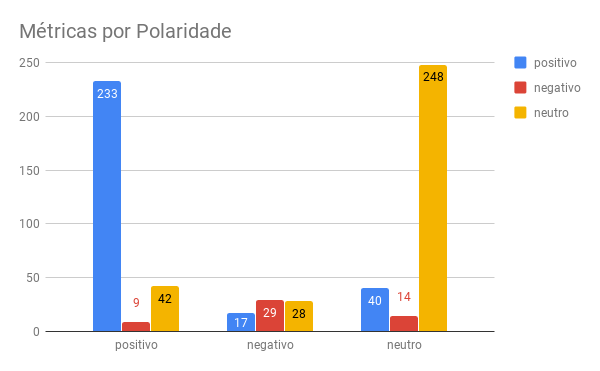 Métricas por Polaridade
250
200
150
100
50
0
233
9
42
17
29
28
40
14
248
positivo
negativo
neutro
positivo
negativo
neutro